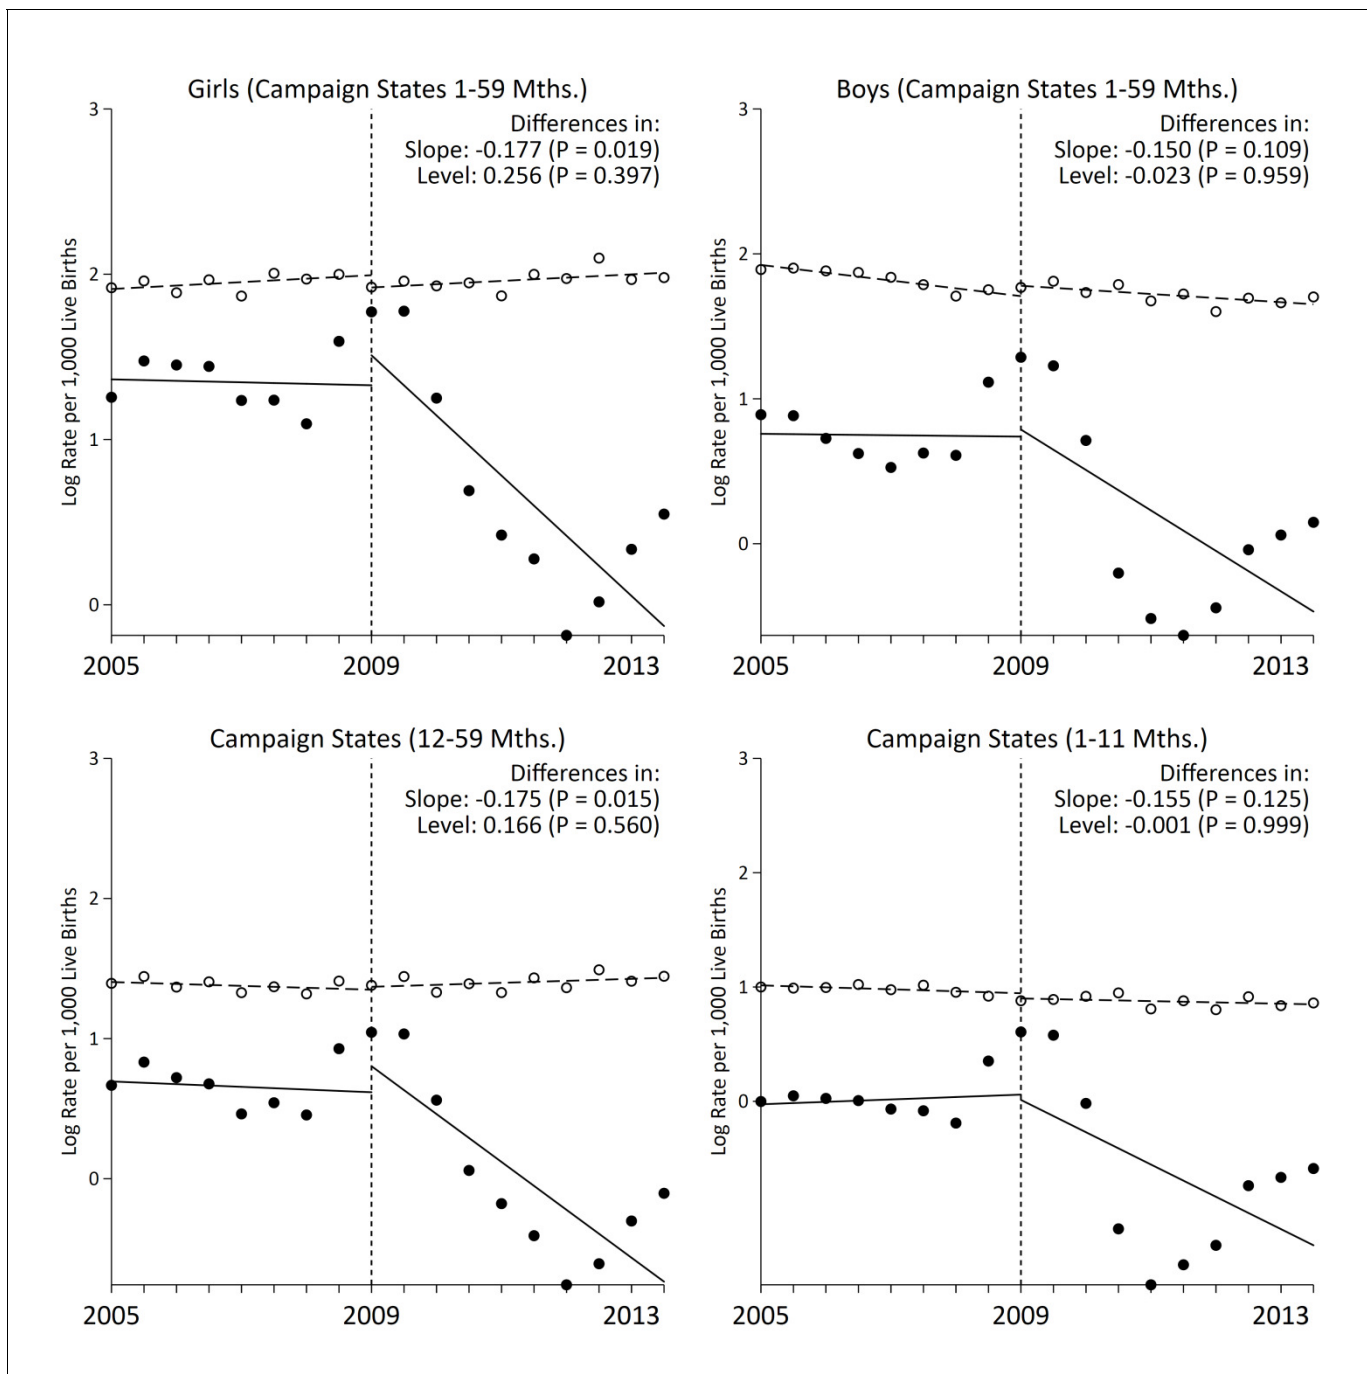 Girls (Campaign States 1-59 Mths.)
Differences in:
Slope: -0.177 (P = 0.019)
Level: 0.256 (P = 0.397)
Log Rate per 1,000 Live Births
3
2
1
0
2005 2009 2013
Boys (Campaign States 1-59 Mths.)
Differences in:
Slope: -0.150 (P = 0.109)
Level: -0.023 (P = 0.959)
Log Rate per 1,000 Live Births
3
2
1
0
2005 2009 2013
Campaign States (12-59 Mths.)
Differences in:
Slope: -0.175 (P = 0.015)
Level: 0.166 (P = 0.560)
Log Rate per 1,000 Live Births
3
2
1
0
2005 2009 2013
Campaign States (1-11 Mths.)
Differences in:
Slope: -0.155 (P = 0.125)
Level: -0.001 (P = 0.999)
Log Rate per 1,000 Live Births
3
2
1
0
2005 2009 2013